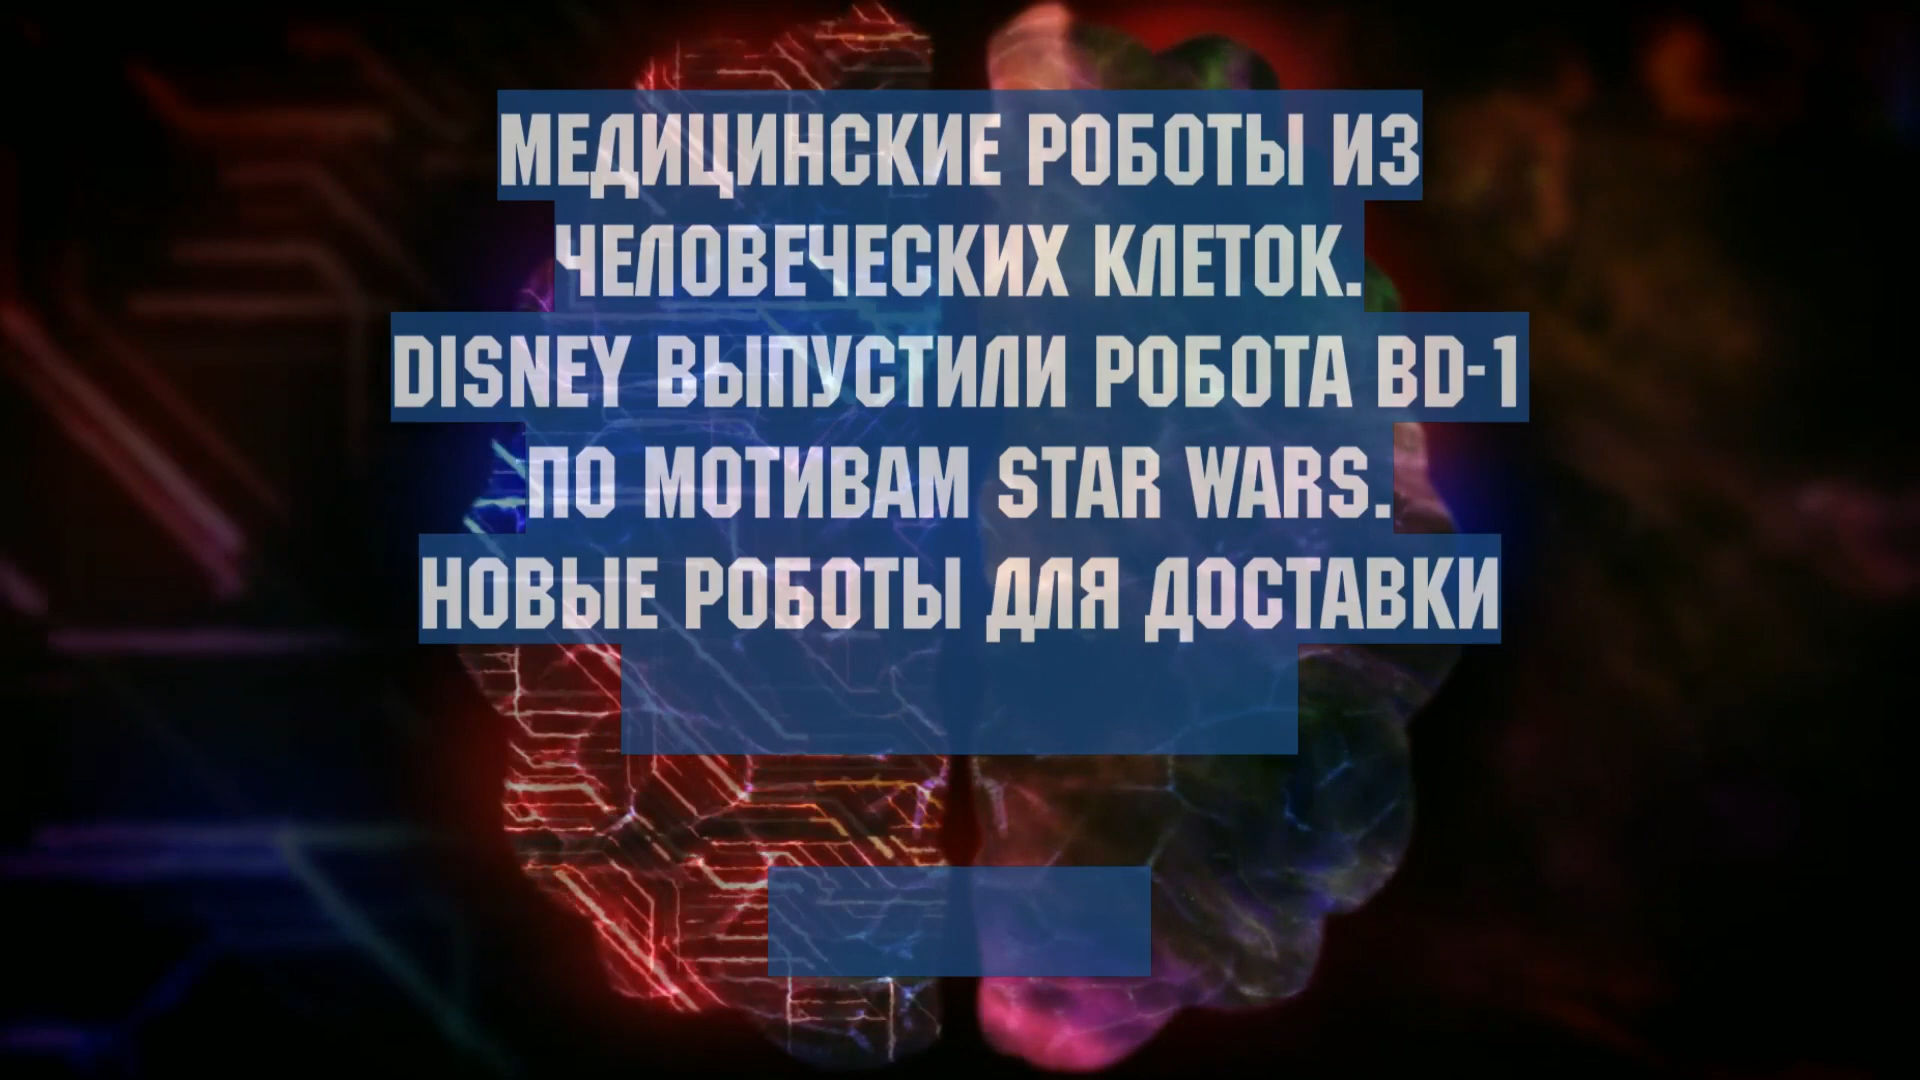 МЕДИЦИНСКИЕ РОБОТЫ ИЗ
ЧЕЛОВЕЧЕСКИХ КЛЕТОК.
DISNEY ВЫПУСТИЛИ РОБОТА BD-1
ПО МОТИВАМ STAR WARS.
НОВЫЕ РОБОТЫ ДЛЯ ДОСТАВКИ